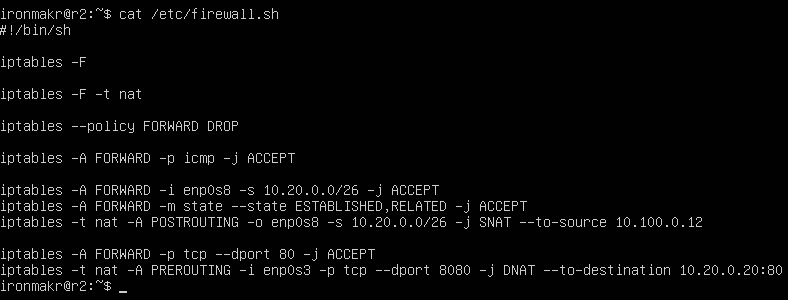 ironmakr@r2:~$ cat /etc/firewall.sh
#!/bin/sh
iptables -F
iptables -F -t nat
iptables --policy FORWARD DROP
iptables -A FORWARD -p icmp -j ACCEPT
iptables -A FORWARD -i enp0s8 -s 10.20.0.0/26 -j ACCEPT
iptables -A FORWARD -m state --state ESTABLISHED,RELATED -j ACCEPT
iptables -t nat -A POSTROUTING -o enp0s8 -s 10.20.0.0/26 -j SNAT --to-source 10.100.0.12
iptables -A FORWARD -p tcp --dport 80 -j ACCEPT
iptables -t nat -A PREROUTING -i enp0s3 -p tcp --dport 8080 -j DNAT --to-destination 10.20.0.20:80
ironmakr@r2:~$ _